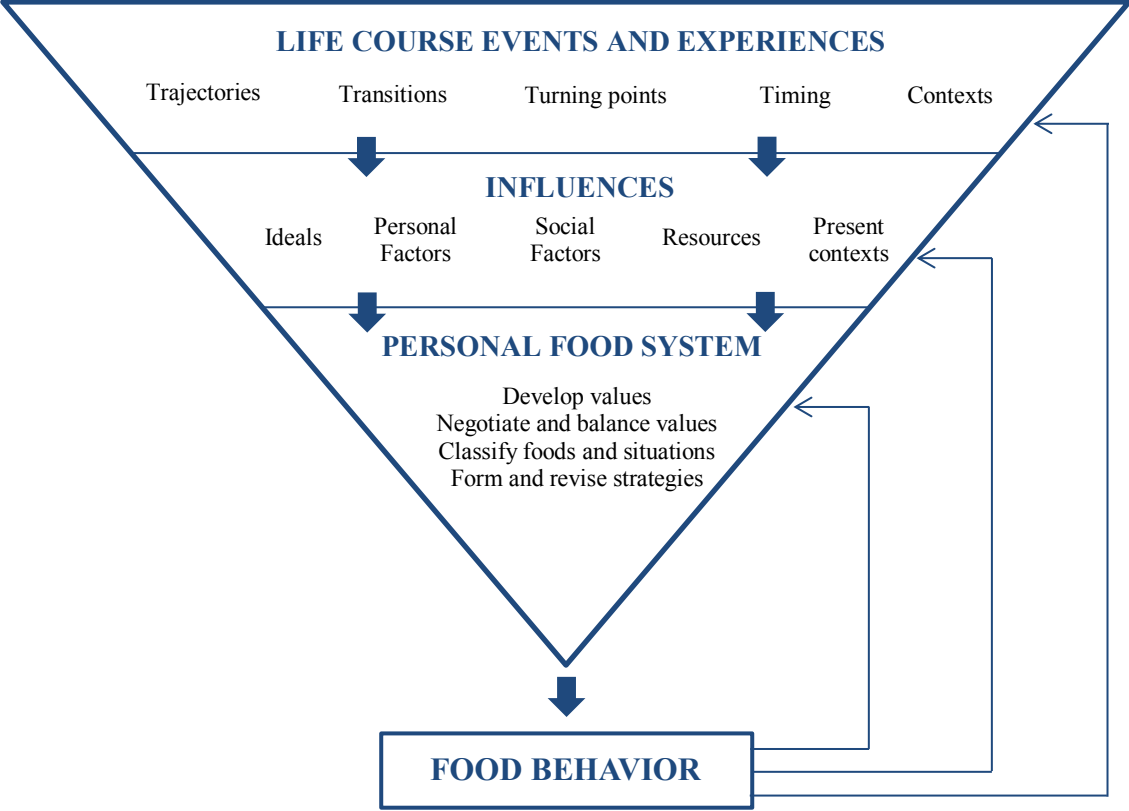 LIFE COURSE EVENTS AND EXPERIENCES
Trajectories Transitions Turning points Timing Contexts
INFLUENCES
Ideals
Personal
Factors
Social
Factors
Resources
Present
contexts
PERSONAL FOOD SYSTEM
Develop values
Negotiate and balance values
Classify foods and situations
Form and revise strategies
FOOD BEHAVIOR